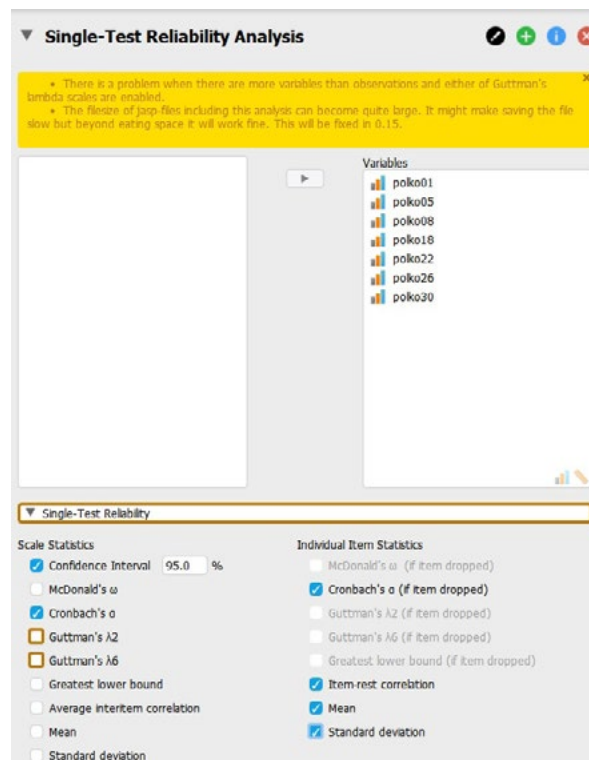 Single-Test Reliability Analysis
• There is a problem when there are more variables than observations and either of Guttman's
lambda scales are enabled.
• The filesize of jasp-files including this analysis can become quite large. It might make saving the file
slow but beyond eating space it will work fine. This will be fixed in 0.15.
Variables
polko01
polko05
polko08
polko18
polko22
polko26
polko30
Single-Test Reliability
Scale Statistics
Confidence Interval 95.0 %
McDonald's ω
Cronbach's α
Guttman's λ2
Guttman's λ6
Greatest lower bound
Average interitem correlation
Mean
Standard deviation
Individual Item Statistics
McDonald's ω (if item dropped)
Cronbach's α (if item dropped)
Guttman's λ2 (if item dropped)
Guttman's λ6 (if item dropped)
Greatest lower bound (if item dropped)
Item-rest correlation
Mean
Standard deviation